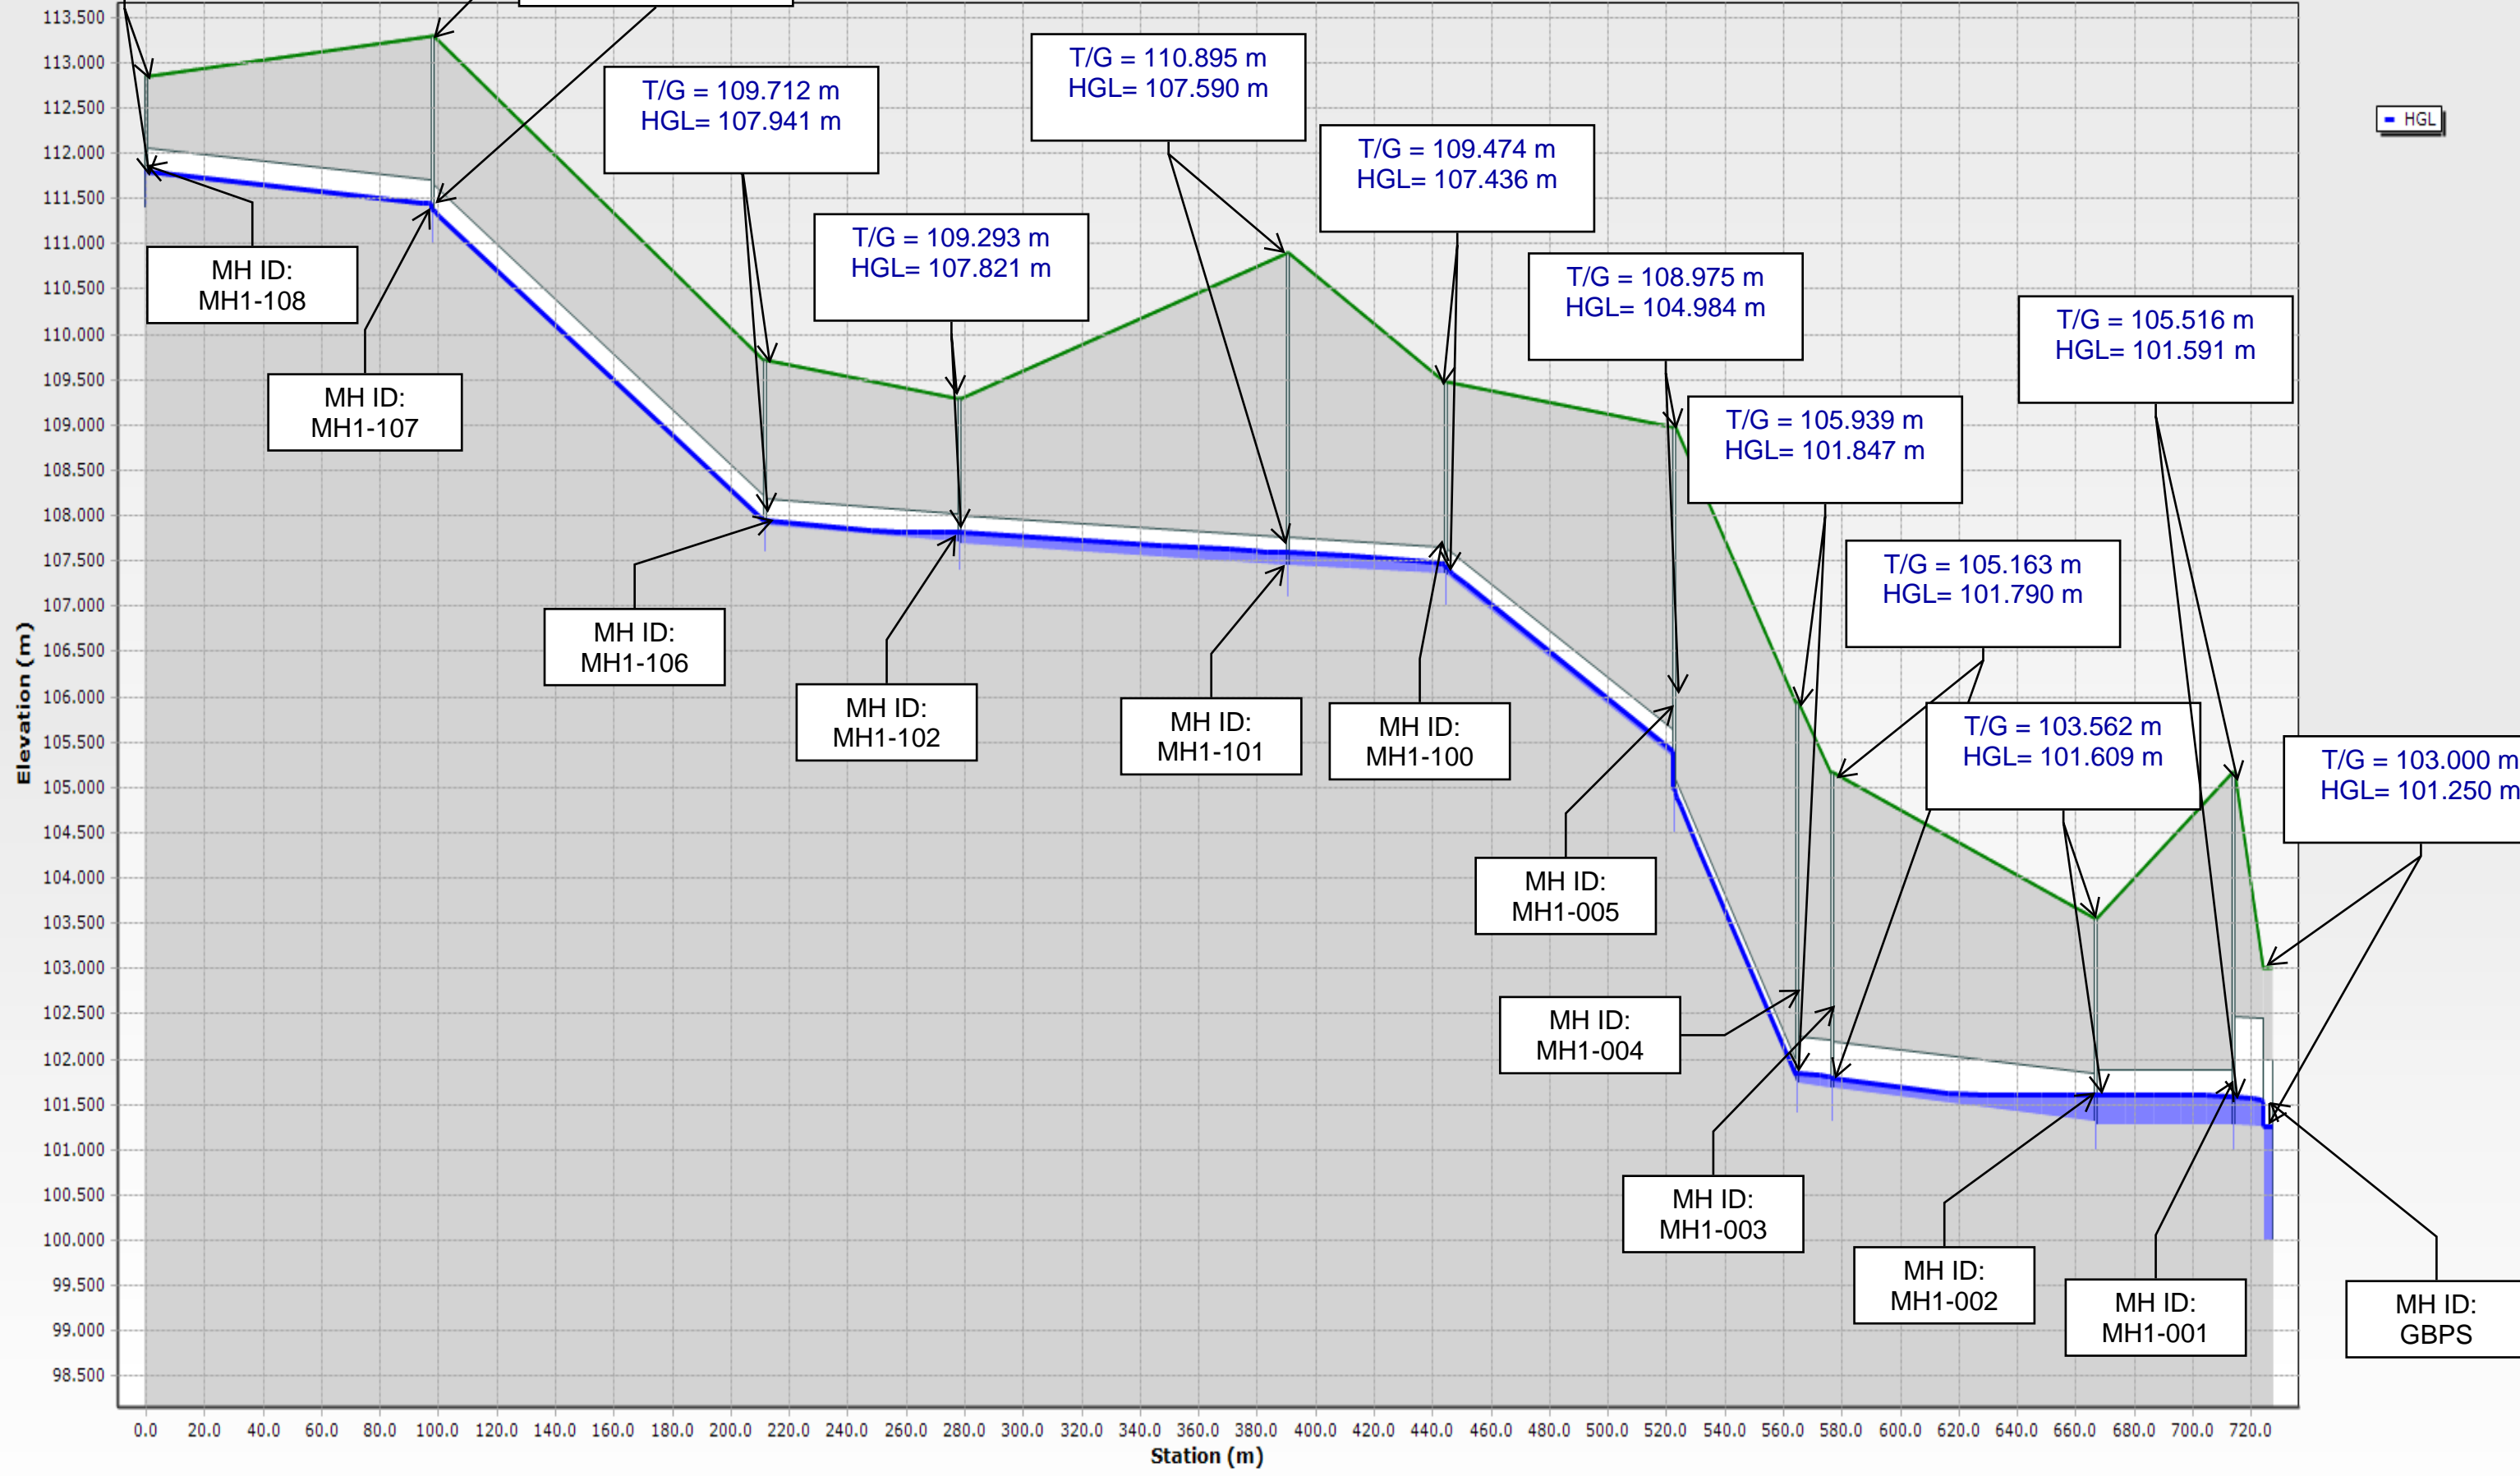 T/G = 110.895 m
HGL= 107.590 m
T/G = 109.712 m
HGL= 107.941 m
HGL
T/G = 109.474 m
HGL= 107.436 m
T/G = 109.293 m
HGL= 107.821 m
T/G = 108.975 m
HGL= 104.984 m
T/G = 105.516 m
HGL= 101.591 m
T/G = 105.939 m
HGL= 101.847 m
T/G = 105.163 m
HGL= 101.790 m
T/G = 103.562 m
HGL= 101.609 m
T/G = 103.000 m
HGL= 101.250 m
MH ID:
MH1-108
MH ID:
MH1-107
MH ID:
MH1-106
MH ID:
MH1-102
MH ID:
MH1-101
MH ID:
MH1-100
MH ID:
MH1-005
MH ID:
MH1-004
MH ID:
MH1-003
MH ID:
MH1-002
MH ID:
MH1-001
MH ID:
GBPS
Elevation (m)
113.500
113.000
112.500
112.000
111.500
111.000
110.500
110.000
109.500
109.000
108.500
108.000
107.500
107.000
106.500
106.000
105.500
105.000
104.500
104.000
103.500
103.000
102.500
102.000
101.500
101.000
100.500
100.000
99.500
99.000
98.500
0.0 20.0 40.0 60.0 80.0 100.0 120.0 140.0 160.0 180.0 200.0 220.0 240.0 260.0 280.0 300.0 320.0 340.0 360.0 380.0 400.0 420.0 440.0 460.0 480.0 500.0 520.0 540.0 560.0 580.0 600.0 620.0 640.0 660.0 680.0 700.0 720.0
Station (m)